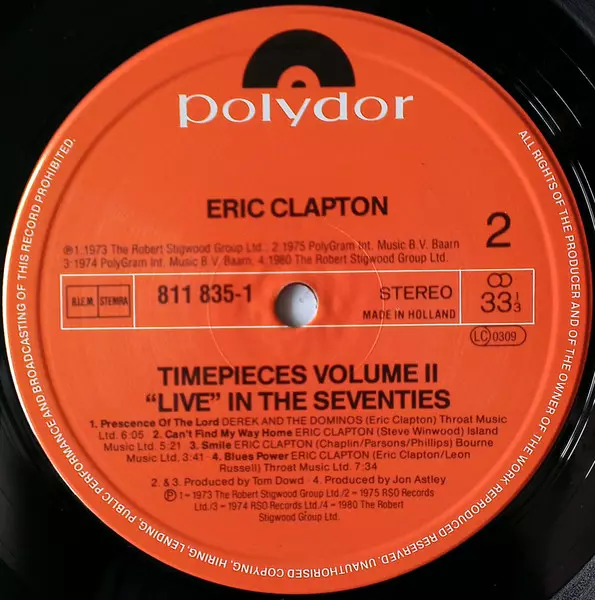 polydor
ERIC CLAPTON
2
℗1.1973 The Robert Stigwood Group Ltd.. 2.1975 PolyGram Int. Music B.V. Baarn
3.1974 PolyGram Int. Music B.V. Baarn. 4.1980 The Robert Stigwood Group Ltd.
B.I.E.M. STEMRA
811 835-1
STEREO
MADE IN HOLLAND
33 1/3
LC 0309
TIMEPIECES VOLUME II
“LIVE” IN THE SEVENTIES
1. Prescence Of The Lord DEREK AND THE DOMINOS (Eric Clapton) Throat Music
Ltd. 6:05 2. Can't Find My Way Home ERIC CLAPTON (Steve Winwood) Island
Music Ltd. 5:21 3. Smile ERIC CLAPTON (Chaplin/Parsons/Phillips) Bourne
Music Ltd. 3:41 · 4. Blues Power ERIC CLAPTON (Eric Clapton/Leon
Russell) Throat Music Ltd. 7:34
2. & 3. Produced by Tom Dowd · 4. Produced by Jon Astley
℗ 1–1973 The Robert Stigwood Group Ltd./2 – 1975 RSO Records
Ltd./3 – 1974 RSO Records Ltd./4 – 1980 The Robert
Stigwood Group Ltd.
ALL RIGHTS OF THE PRODUCER AND OF THE OWNER OF THE WORK REPRODUCED RESERVED. UNAUTHORISED COPYING, HIRING, LENDING, PUBLIC PERFORMANCE AND BROADCASTING OF THIS RECORD PROHIBITED.